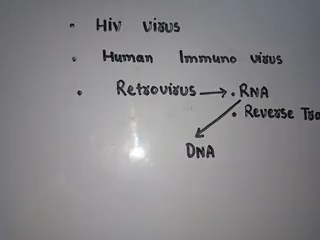 • HIV virus
• Human Immuno virus
• Retrovirus → • RNA
• Reverse
DNA